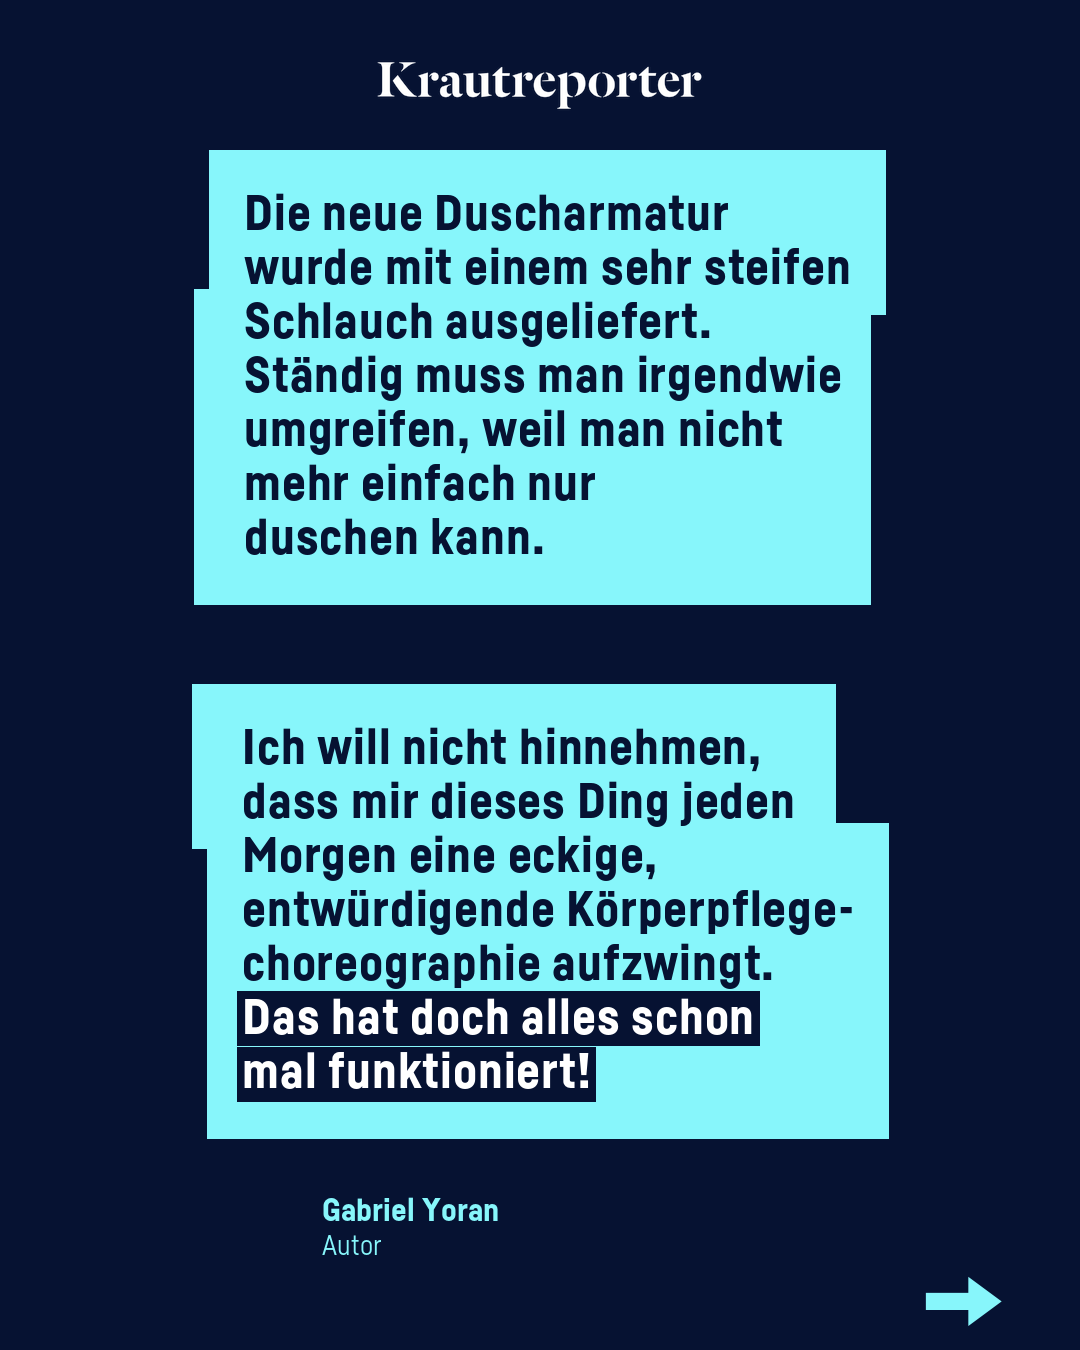 Krautreporter
Die neue Duscharmatur
wurde mit einem sehr steifen
Schlauch ausgeliefert.
Ständig muss man irgendwie
umgreifen, weil man nicht
mehr einfach nur
duschen kann.
Ich will nicht hinnehmen,
dass mir dieses Ding jeden
Morgen eine eckige,
entwürdigende Körperpflege-
choreographie aufzwingt.
Das hat doch alles schon
mal funktioniert!
Gabriel Yoran
Autor